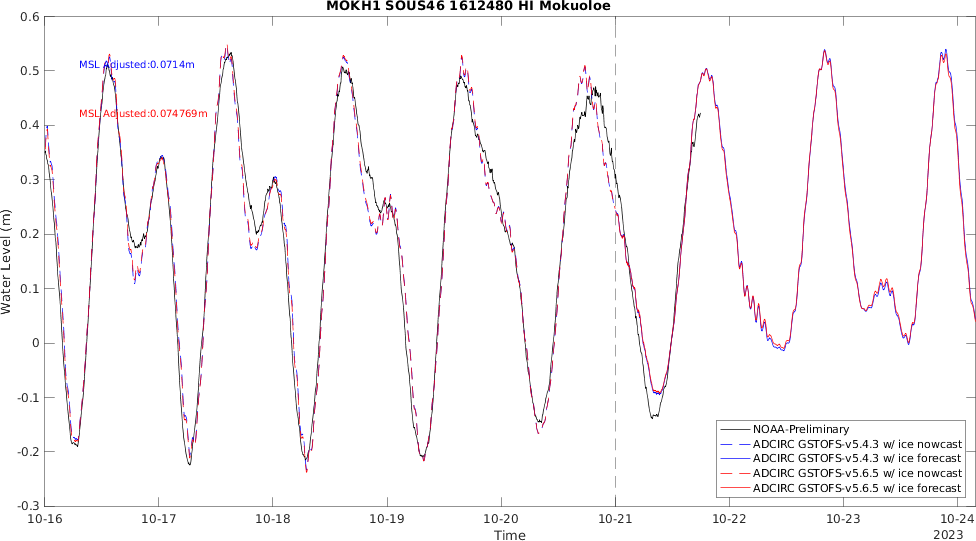 MOKH1 SOUS46 1612480 HI Mokuoloe
0.6
0.5
0.4
0.3
0.2
0.1
0
-0.1
-0.2
-0.3
Water Level (m)
MSL Adjusted:0.0714m
MSL Adjusted:0.074769m
NOAA-Preliminary
ADCIRC GSTOFS-v5.4.3 w/ ice nowcast
ADCIRC GSTOFS-v5.4.3 w/ ice forecast
ADCIRC GSTOFS-v5.6.5 w/ ice nowcast
ADCIRC GSTOFS-v5.6.5 w/ ice forecast
10-16 10-17 10-18 10-19 10-20 10-21 10-22 10-23 10-24
Time
2023